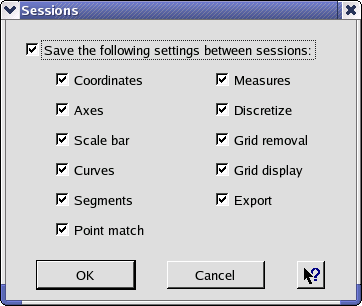 Sessions
Save the following settings between sessions:
Coordinates
Measures
Axes
Discretize
Scale bar
Grid removal
Curves
Grid display
Segments
Export
Point match
OK
Cancel
?